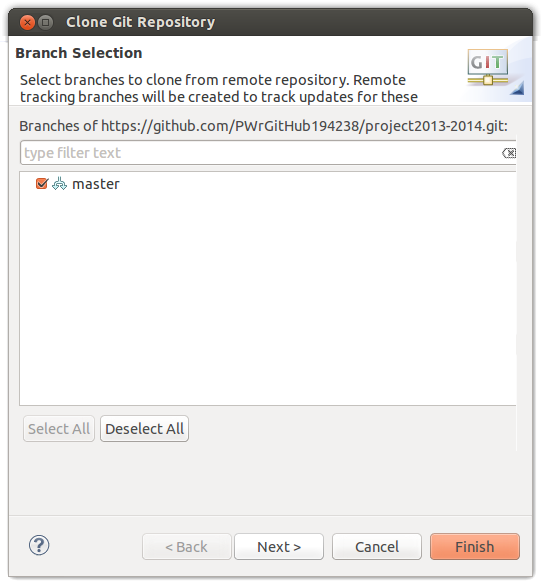 Clone Git Repository
Branch Selection
Select branches to clone from remote repository. Remote
tracking branches will be created to track updates for these
GIT
Branches of https://github.com/PWrGitHub194238/project2013-2014.git:
type filter text
master
Select All
Deselect All
?
< Back
Next >
Cancel
Finish